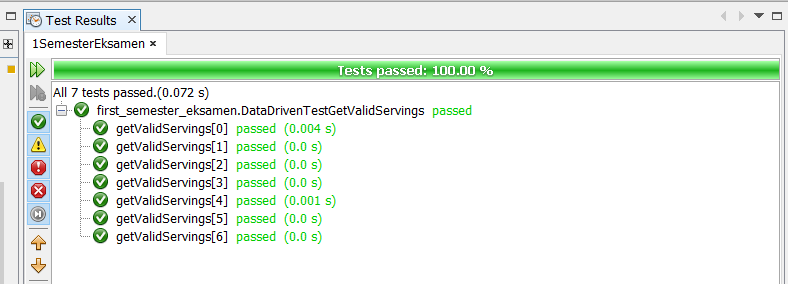 Test Results
1SemesterEksamen
Tests passed: 100.00 %
All 7 tests passed.(0.072 s)
first_semester_eksamen.DataDrivenTestGetValidServings passed
getValidServings[0] passed (0.004 s)
getValidServings[1] passed (0.0 s)
getValidServings[2] passed (0.0 s)
getValidServings[3] passed (0.0 s)
getValidServings[4] passed (0.001 s)
getValidServings[5] passed (0.0 s)
getValidServings[6] passed (0.0 s)